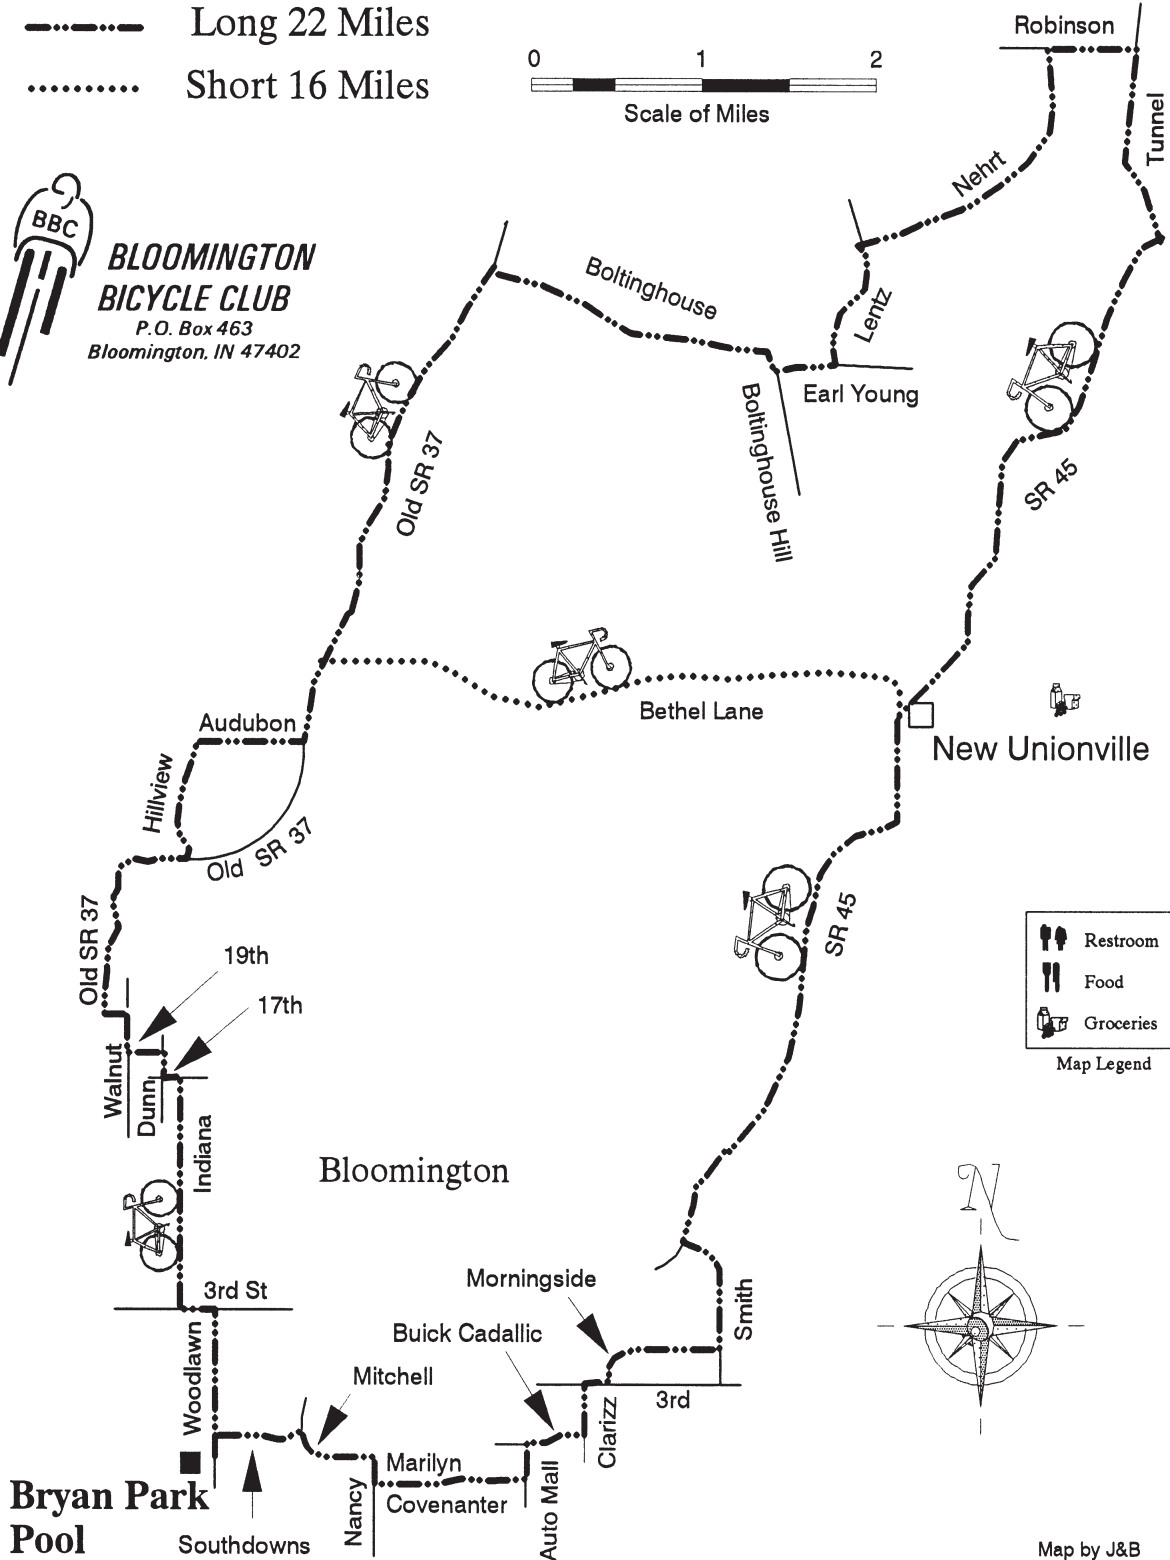 Long 22 Miles
Short 16 Miles
0 1 2
Scale of Miles
Robinson
Tunnel
Nehrt
BBC
BLOOMINGTON
BICYCLE CLUB
P.O. Box 463
Bloomington, IN 47402
Boltinghouse
Lentz
Earl Young
Boltinghouse Hill
Old SR 37
SR 45
Bethel Lane
New Unionville
Audubon
Hillview
Old SR 37
Old SR 37
SR 45
Restroom
Food
Groceries
Map Legend
19th
17th
Walnut
Dunn
Indiana
Bloomington
N
3rd St
Woodlawn
Morningside
Buick Cadallic
Mitchell
Smith
3rd
Clarizz
Marilyn
Covenanter
Nancy
Auto Mall
Bryan Park
Pool
Southdowns
Map by J&B